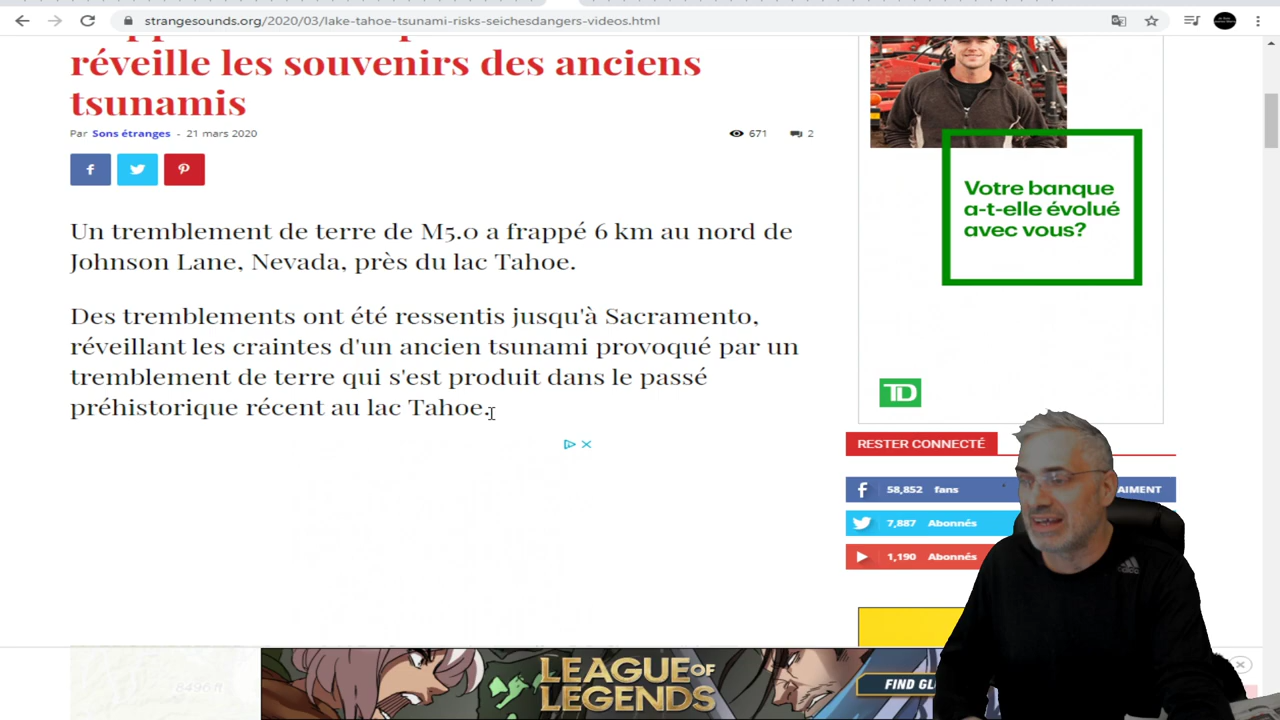 strangesounds.org/2020/03/lake-tahoe-tsunami-risks-seichesdangers-videos.html
réveille les souvenirs des anciens
tsunamis
Par Sons étranges - 21 mars 2020
671
2
Un tremblement de terre de M5.0 a frappé 6 km au nord de
Johnson Lane, Nevada, près du lac Tahoe.
Des tremblements ont été ressentis jusqu'à Sacramento,
réveillant les craintes d'un ancien tsunami provoqué par un
tremblement de terre qui s'est produit dans le passé
préhistorique récent au lac Tahoe.
Votre banque
a-t-elle évolué
avec vous?
TD
RESTER CONNECTÉ
58,852 fans
AIMENT
7,887 Abonnés
1,190 Abonnés
8496 ft
LEAGUE OF
LEGENDS
FIND
adidas